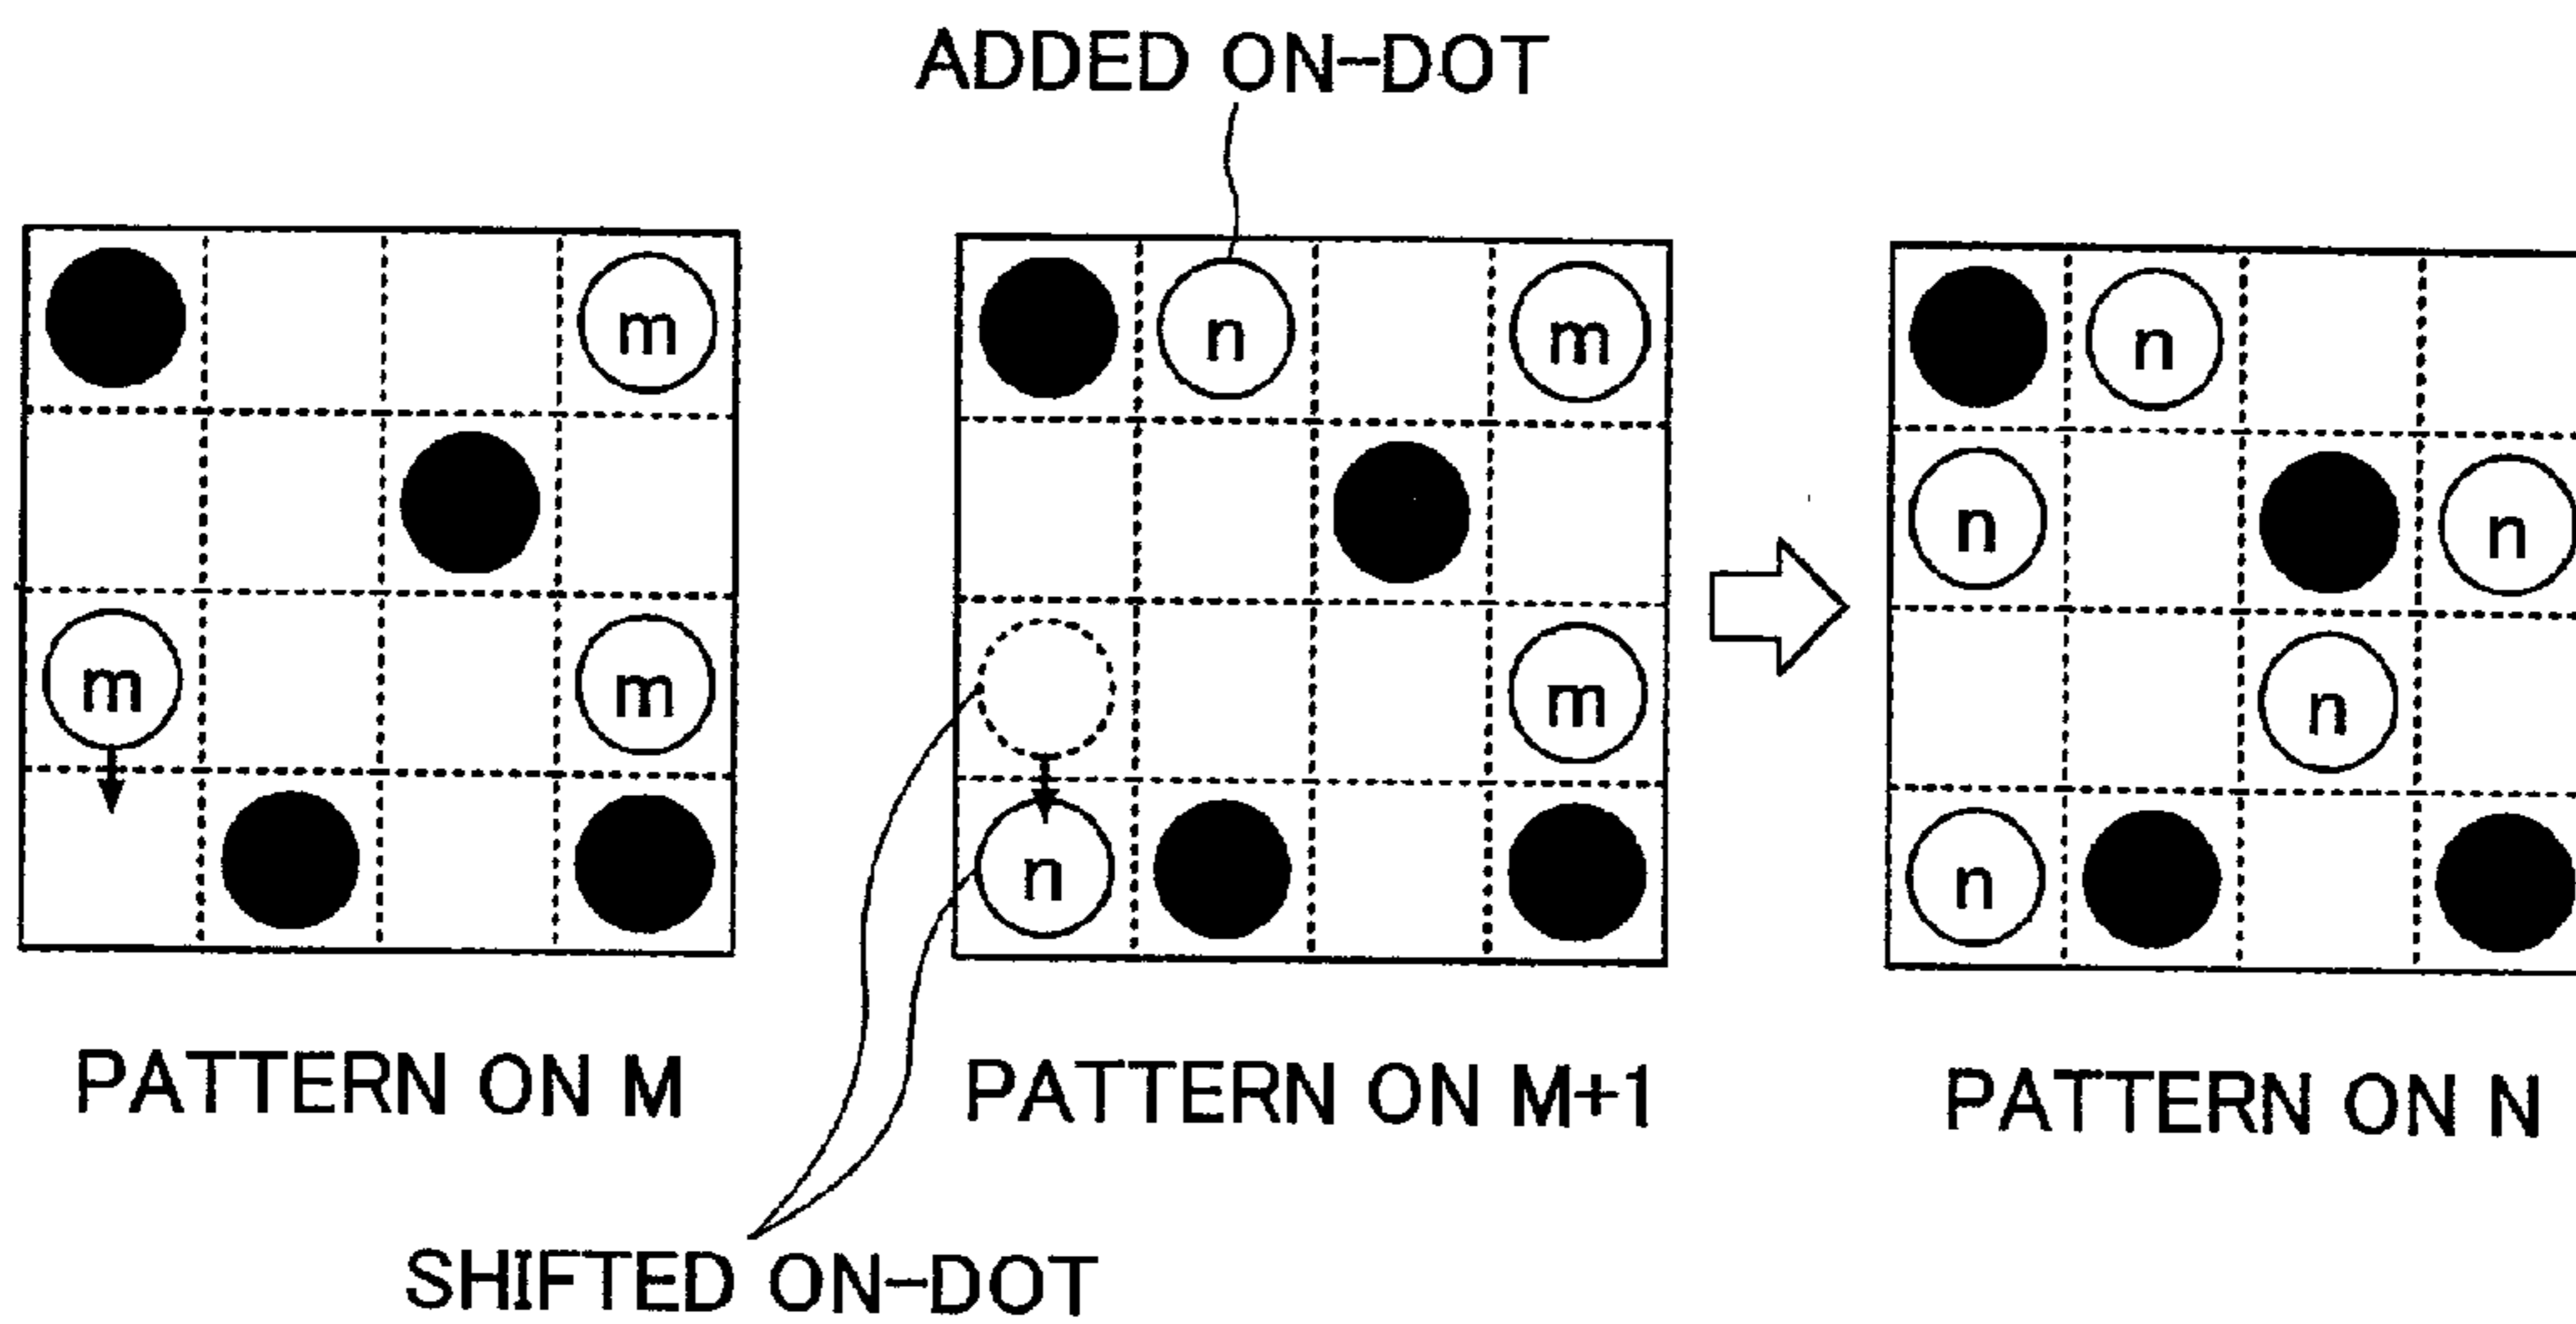 ADDED ON-DOT
m
m
m
n
m
m
n
n
n
n
n
n
PATTERN ON M
PATTERN ON M+1
PATTERN ON N
SHIFTED ON-DOT